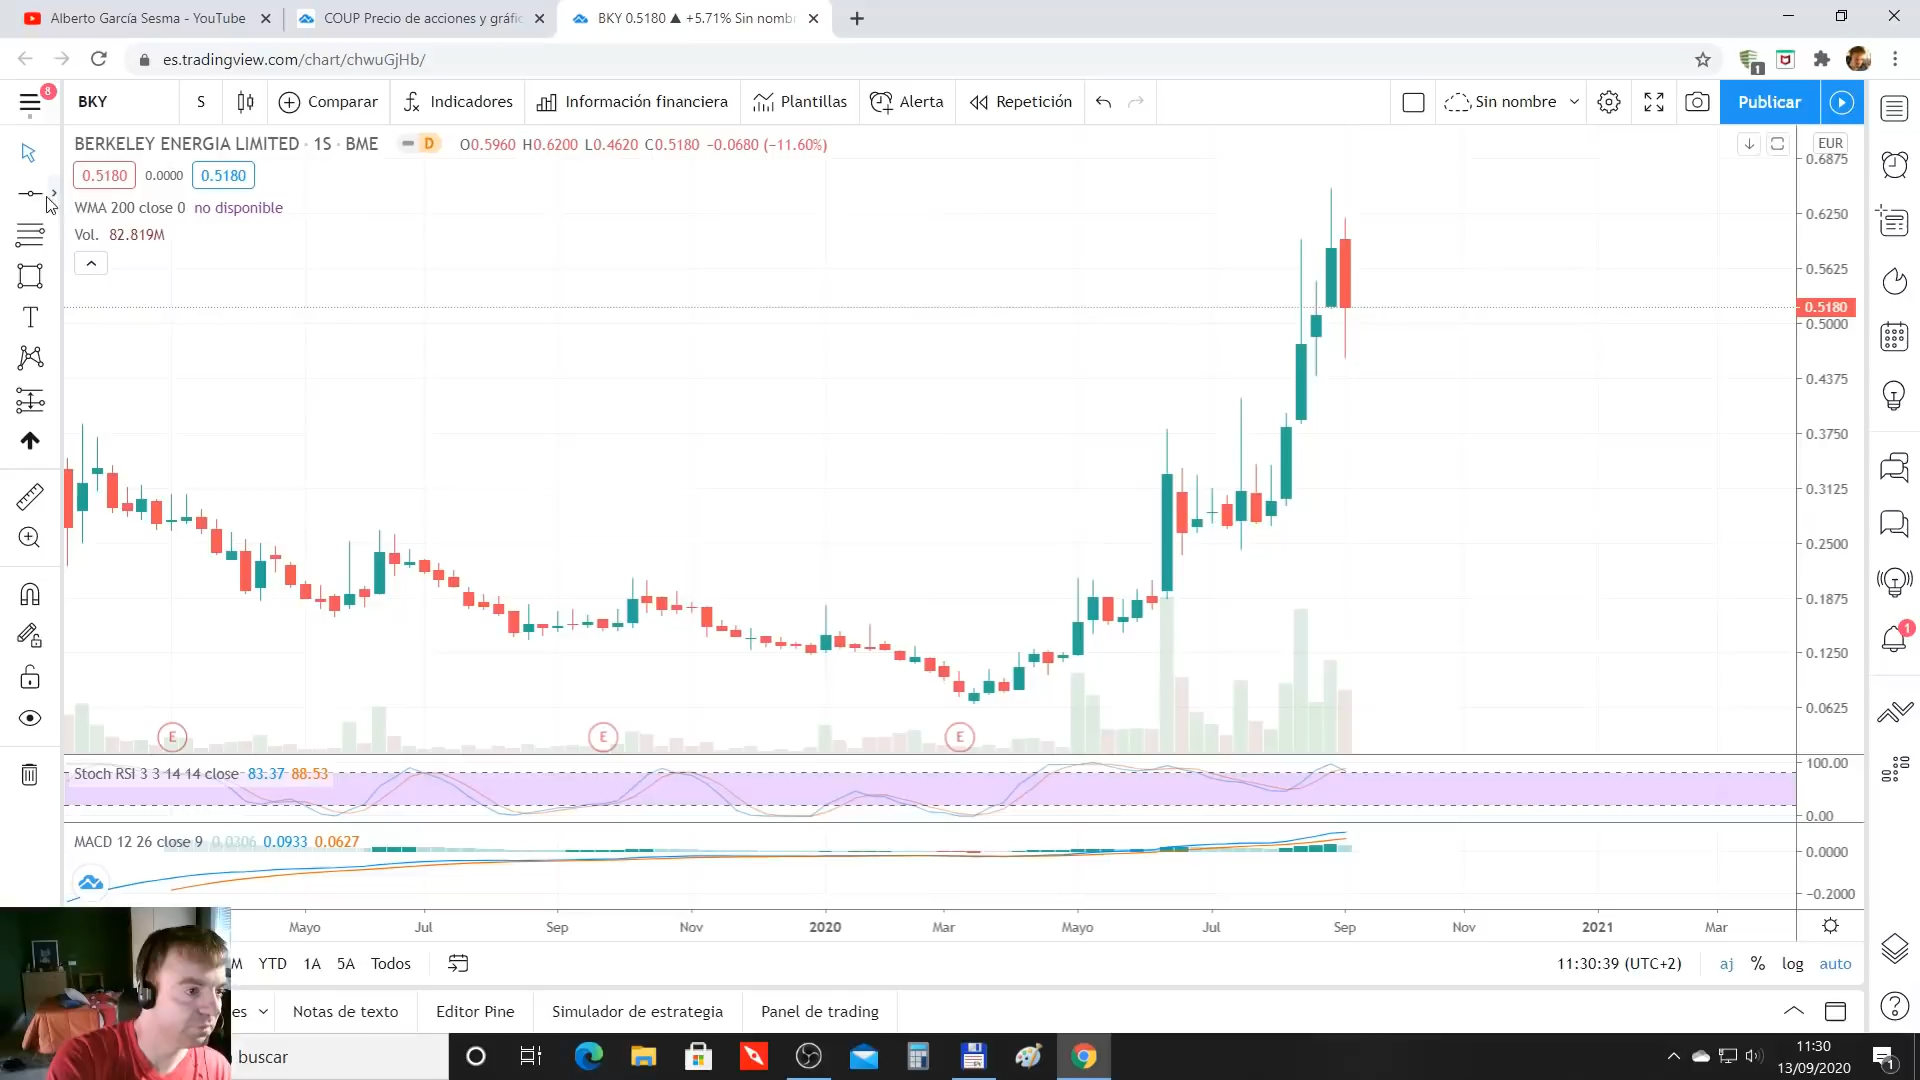 Alberto García Sesma - YouTube
COUP Precio de acciones y gráfic
BKY 0.5180 ▲ +5.71% Sin nomb
es.tradingview.com/chart/chwuGjHb/
1
8
BKY
S
Comparar
Indicadores
Información financiera
Plantillas
Alerta
Repetición
Sin nombre
Publicar
BERKELEY ENERGIA LIMITED · 1S · BME
D
O0.5960 H0.6200 L0.4620 C0.5180 −0.0680 (−11.60%)
EUR
0.5180
0.0000
0.5180
WMA 200 close 0 no disponible
Vol. 82.819M
T
0.6875
0.6250
0.5625
0.5180
0.5000
0.4375
0.3750
0.3125
0.2500
0.1875
0.1250
0.0625
1
E
E
E
Stoch RSI 3 3 14 14 close 83.37 88.53
100.00
0.00
MACD 12 26 close 9 0.0306 0.0933 0.0627
0.0000
−0.2000
Mayo
Jul
Sep
Nov
2020
Mar
Mayo
Jul
Sep
Nov
2021
Mar
M
YTD
1A
5A
Todos
11:30:39 (UTC+2)
aj
%
log
auto
es
Notas de texto
Editor Pine
Simulador de estrategia
Panel de trading
buscar
11:30
13/09/2020
1